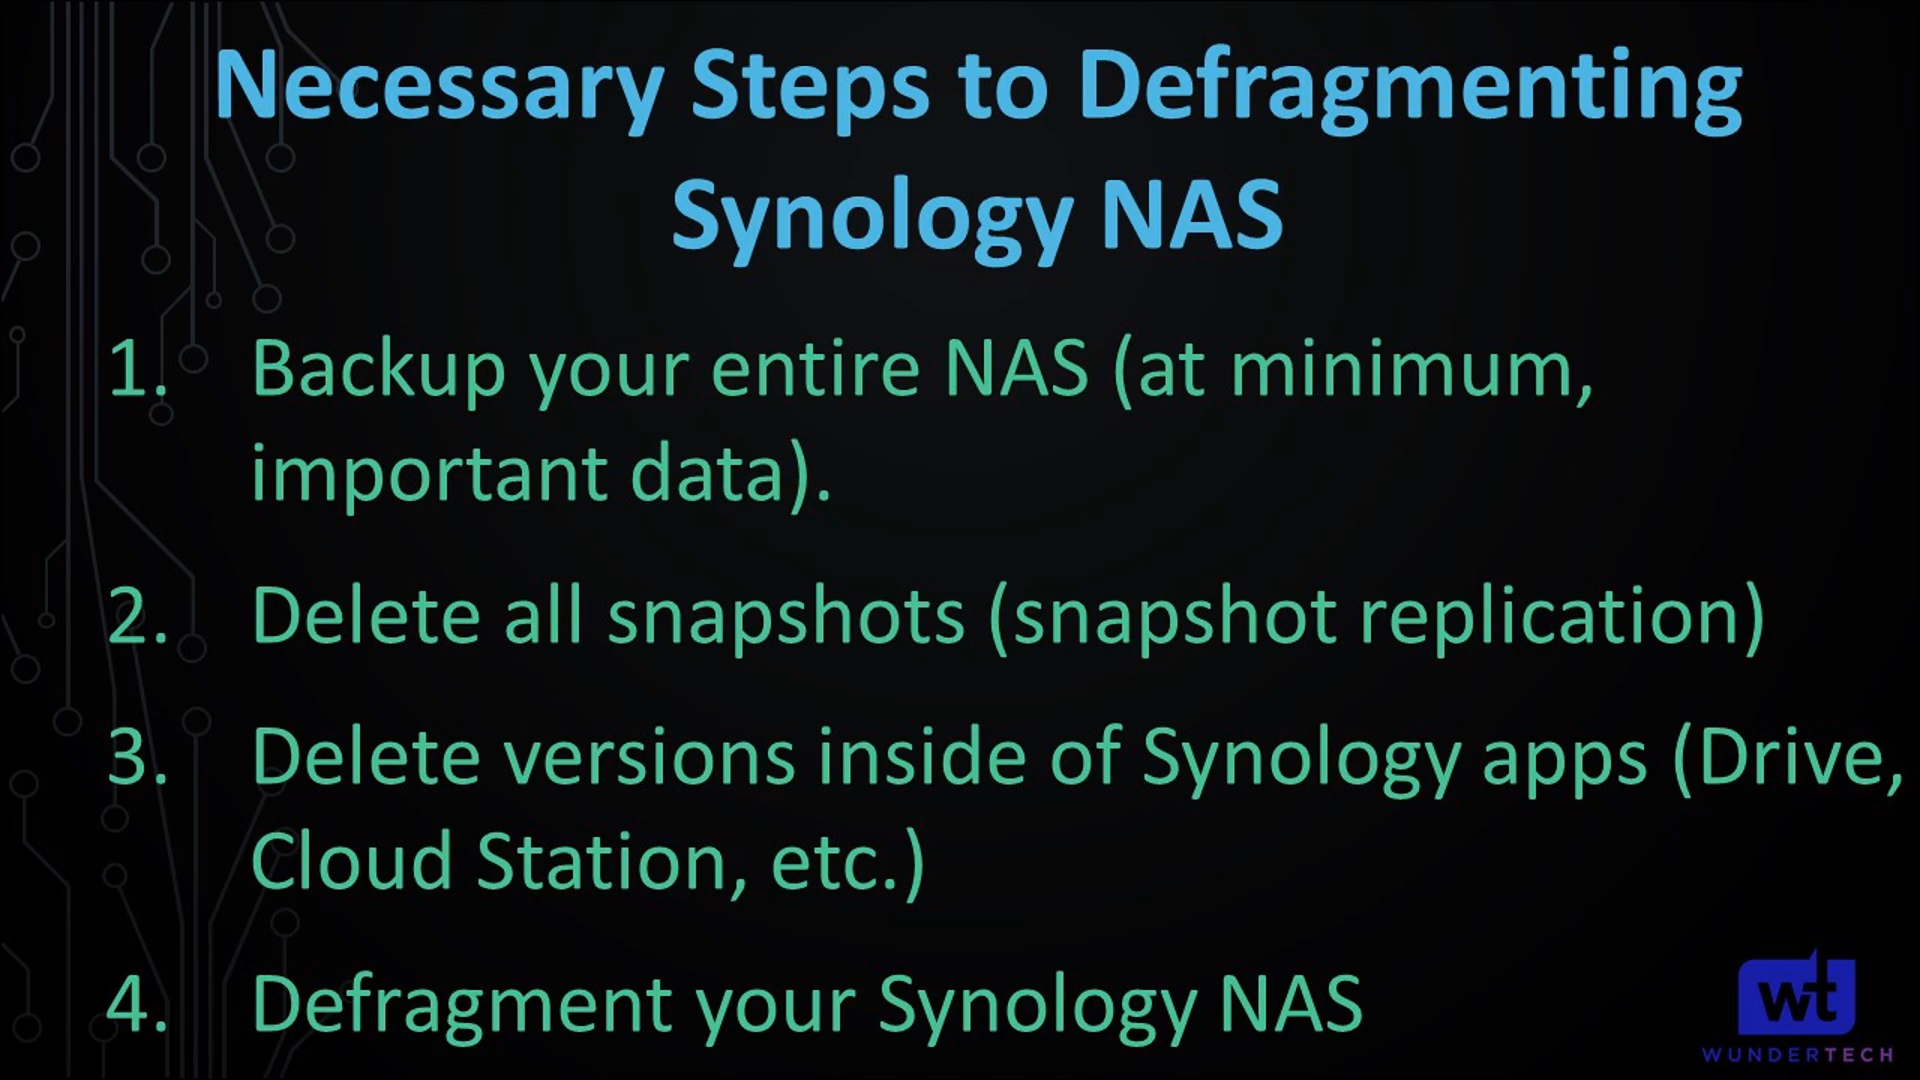 Necessary Steps to Defragmenting
Synology NAS
1. Backup your entire NAS (at minimum,
important data).
2. Delete all snapshots (snapshot replication)
3. Delete versions inside of Synology apps (Drive,
Cloud Station, etc.)
4. Defragment your Synology NAS
wt
WUNDERTECH